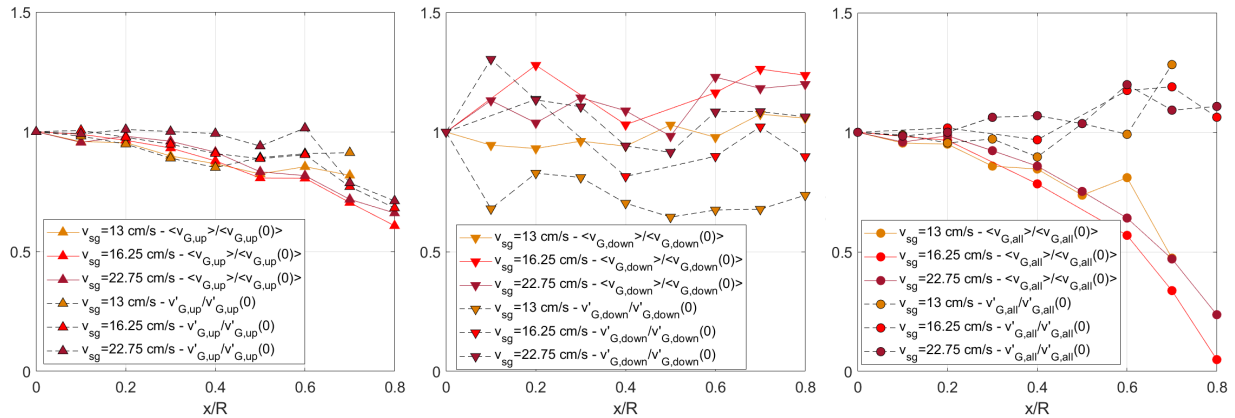 1.5
1
0.5
0
v_sg=13 cm/s - <v_G,up>/<v_G,up(0)>
v_sg=16.25 cm/s - <v_G,up>/<v_G,up(0)>
v_sg=22.75 cm/s - <v_G,up>/<v_G,up(0)>
v_sg=13 cm/s - v'_G,up/v'_G,up(0)
v_sg=16.25 cm/s - v'_G,up/v'_G,up(0)
v_sg=22.75 cm/s - v'_G,up/v'_G,up(0)
0 0.2 0.4 0.6 0.8
x/R
1.5
1
0.5
0
v_sg=13 cm/s - <v_G,down>/<v_G,down(0)>
v_sg=16.25 cm/s - <v_G,down>/<v_G,down(0)>
v_sg=22.75 cm/s - <v_G,down>/<v_G,down(0)>
v_sg=13 cm/s - v'_G,down/v'_G,down(0)
v_sg=16.25 cm/s - v'_G,down/v'_G,down(0)
v_sg=22.75 cm/s - v'_G,down/v'_G,down(0)
0 0.2 0.4 0.6 0.8
x/R
1.5
1
0.5
0
v_sg=13 cm/s - <v_G,all>/<v_G,all(0)>
v_sg=16.25 cm/s - <v_G,all>/<v_G,all(0)>
v_sg=22.75 cm/s - <v_G,all>/<v_G,all(0)>
v_sg=13 cm/s - v'_G,all/v'_G,all(0)
v_sg=16.25 cm/s - v'_G,all/v'_G,all(0)
v_sg=22.75 cm/s - v'_G,all/v'_G,all(0)
0 0.2 0.4 0.6 0.8
x/R